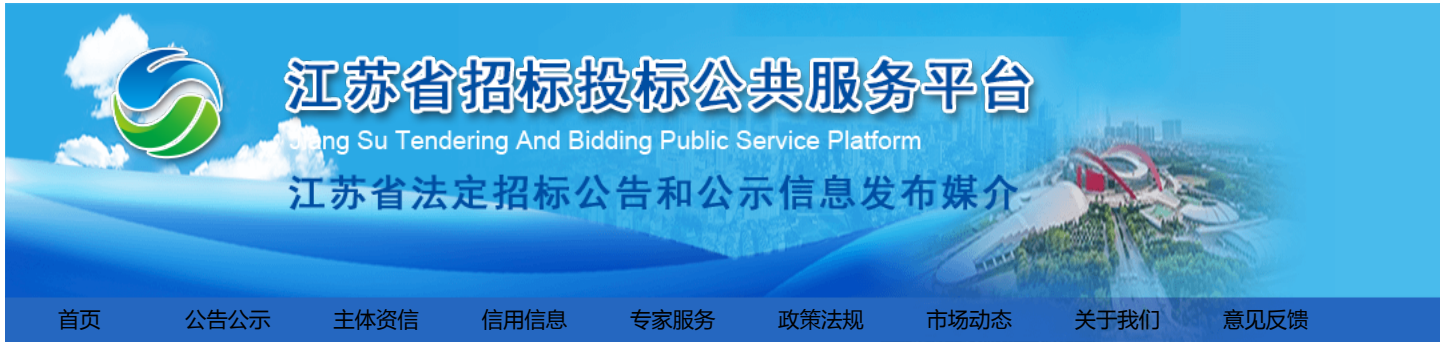 江苏省招标投标公共服务平台
Jiang Su Tendering And Bidding Public Service Platform
江苏省法定招标公告和公示信息发布媒介
首页 公告公示 主体资信 信用信息 专家服务 政策法规 市场动态 关于我们 意见反馈